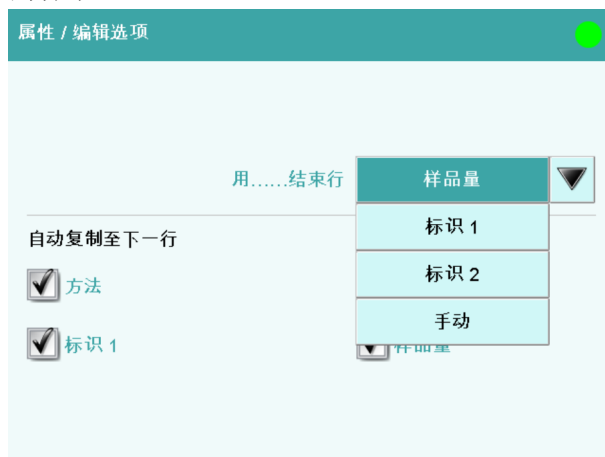 属性 / 编辑选项
用……结束行
样品量
标识 1
标识 2
手动
自动复制至下一行
方法
标识 1
样品量